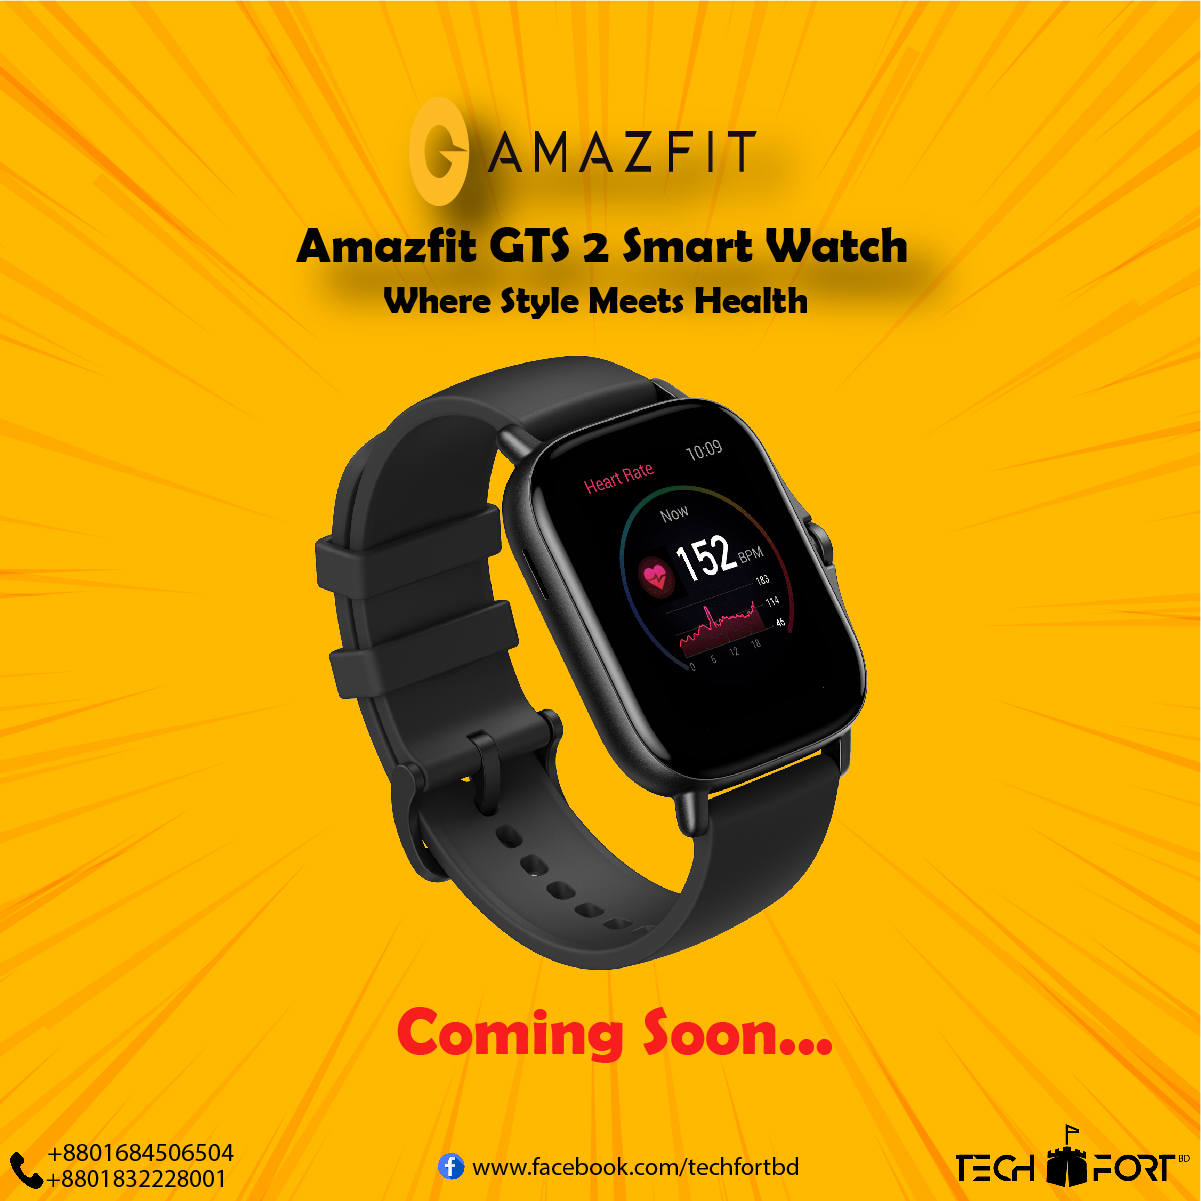 AMAZFIT
Amazfit GTS 2 Smart Watch
Where Style Meets Health
10:09
Heart Rate
Now
152 BPM
183
114
46
0 6 12 18
Coming Soon...
+8801684506504
+8801832228001
www.facebook.com/techfortbd
TECH FORT BD